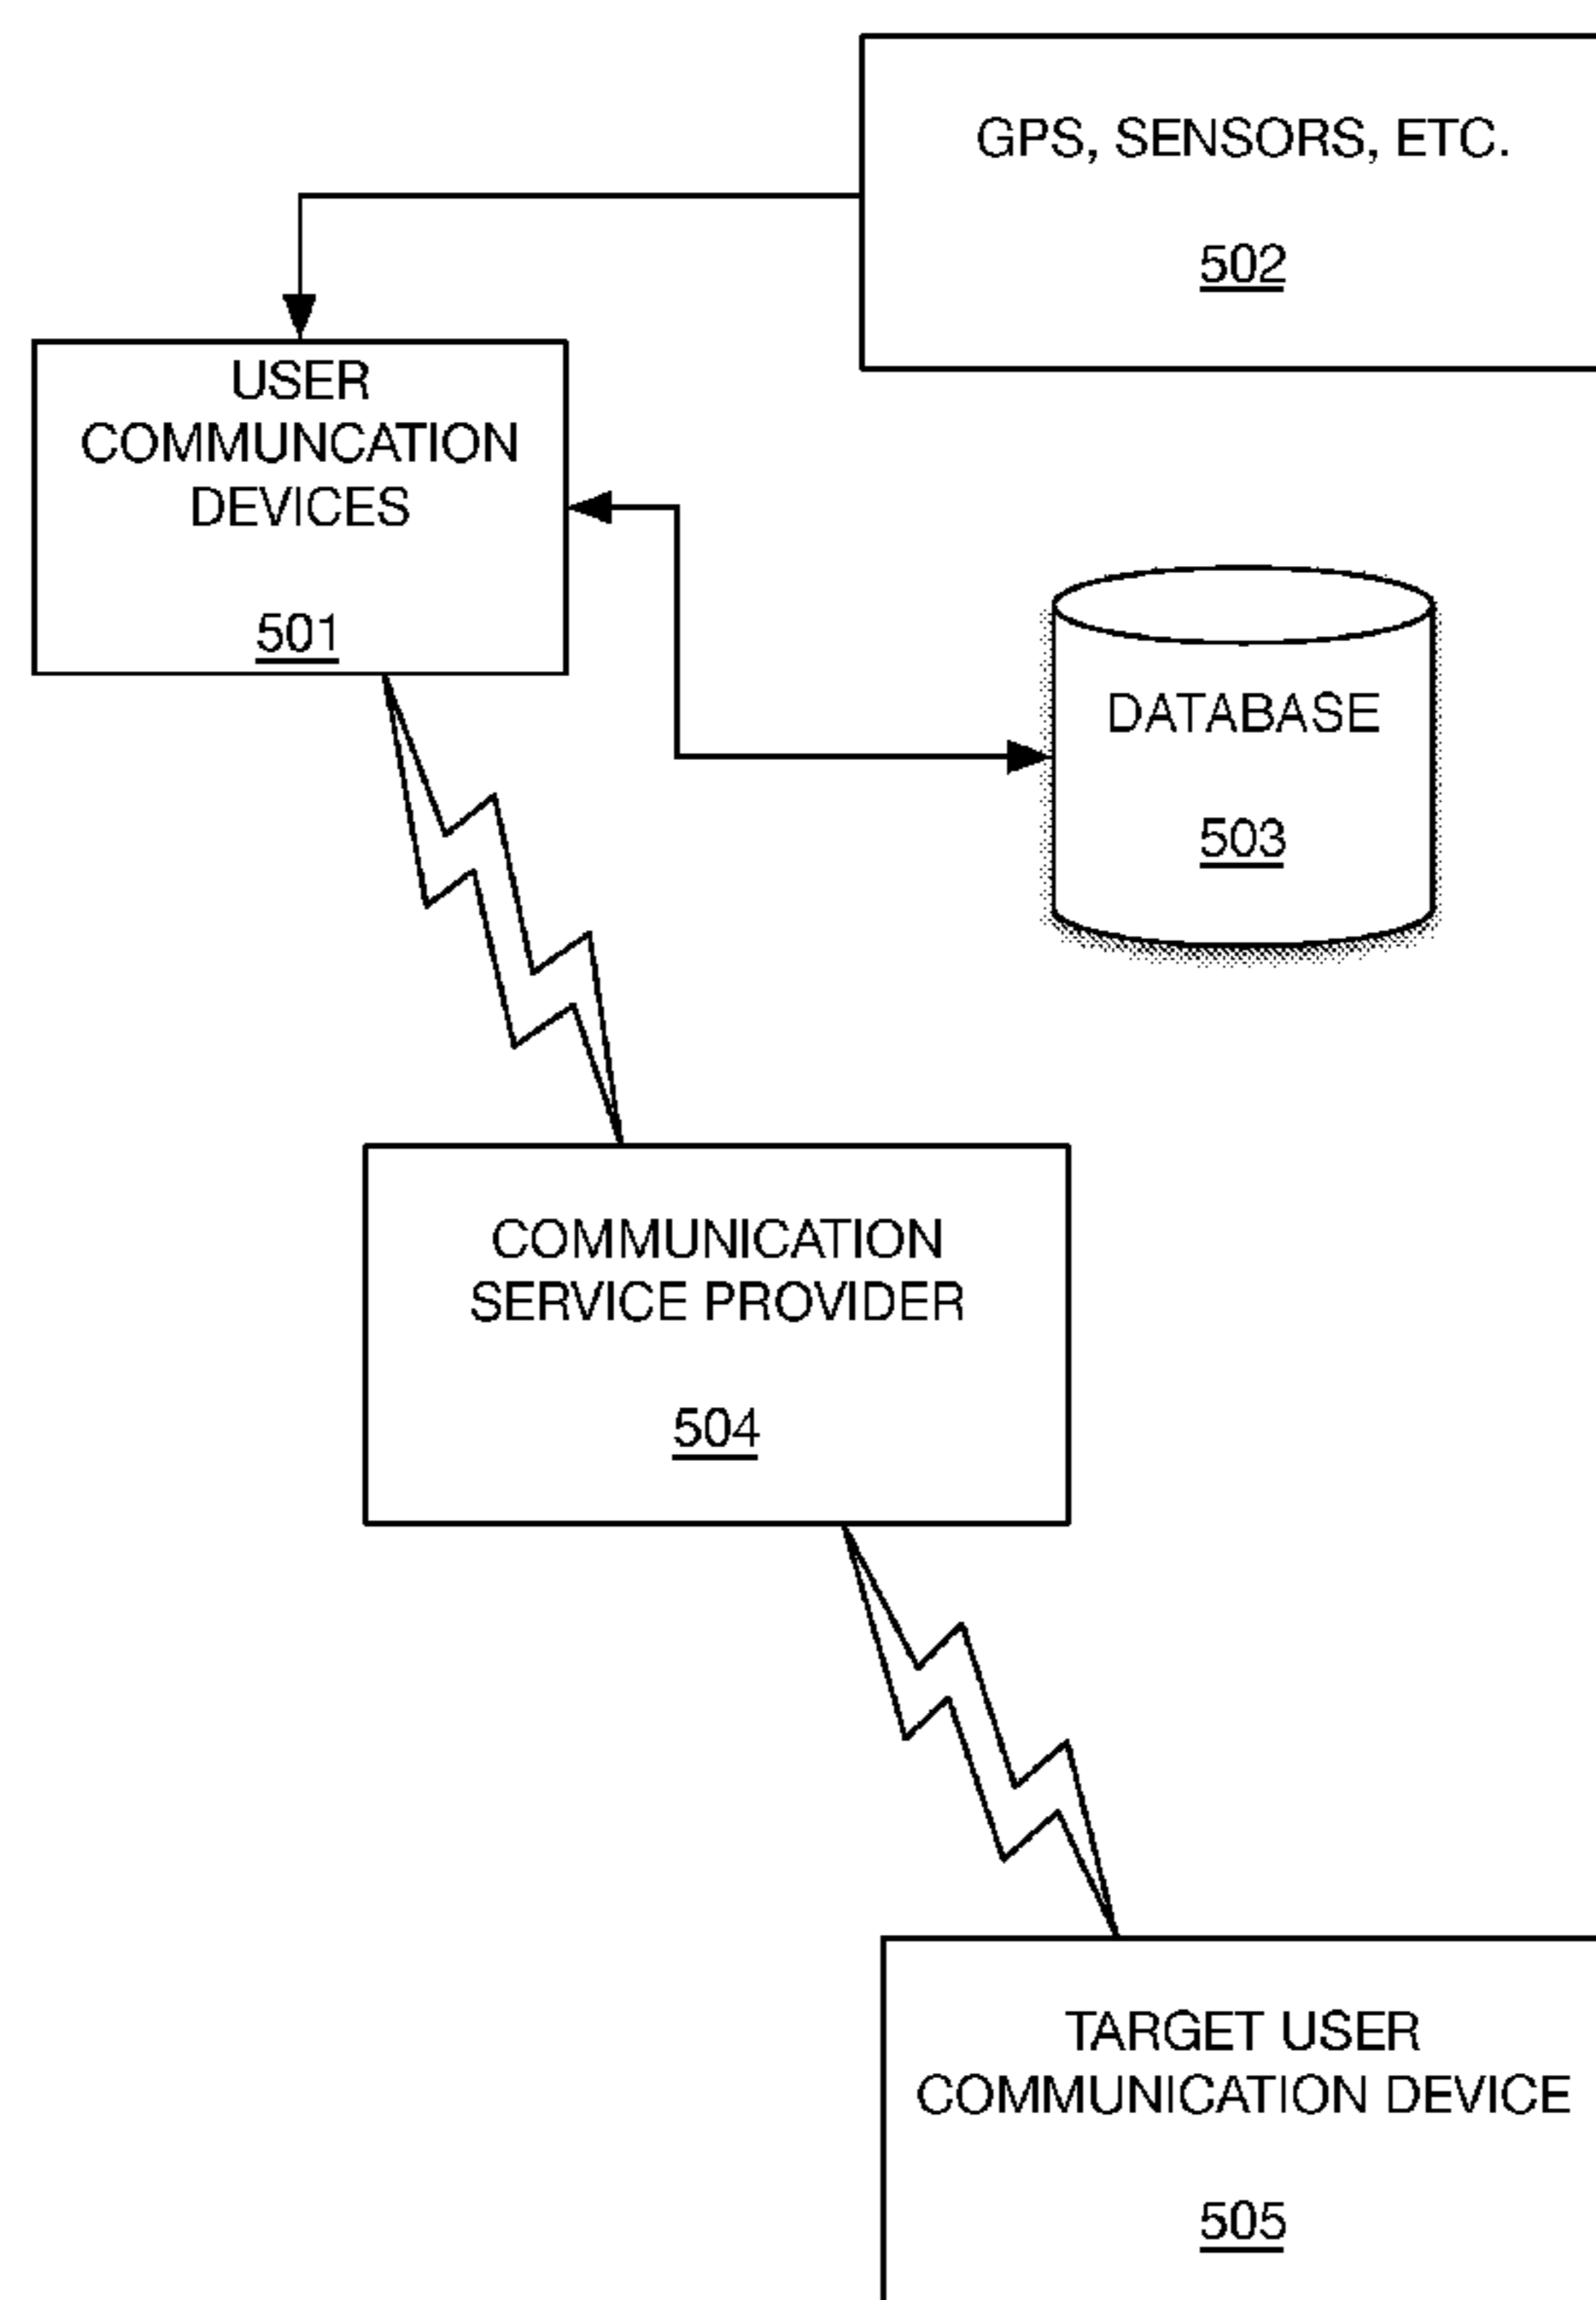 GPS, SENSORS, ETC.
502
USER
COMMUNCATION
DEVICES
501
DATABASE
503
COMMUNICATION
SERVICE PROVIDER
504
TARGET USER
COMMUNICATION DEVICE
505